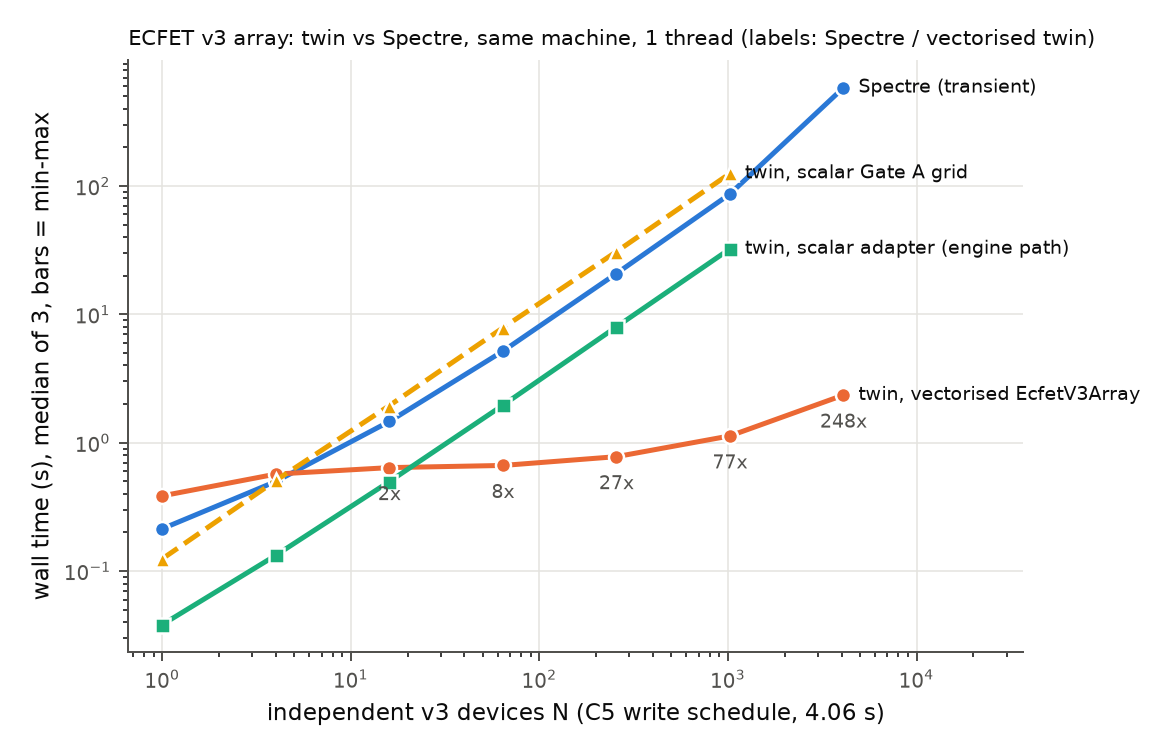 ECFET v3 array: twin vs Spectre, same machine, 1 thread (labels: Spectre / vectorised twin)
wall time (s), median of 3, bars = min-max
10²
10¹
10⁰
10⁻¹
Spectre (transient)
twin, scalar Gate A grid
twin, scalar adapter (engine path)
twin, vectorised EcfetV3Array
2x
8x
27x
77x
248x
10⁰
10¹
10²
10³
10⁴
independent v3 devices N (C5 write schedule, 4.06 s)